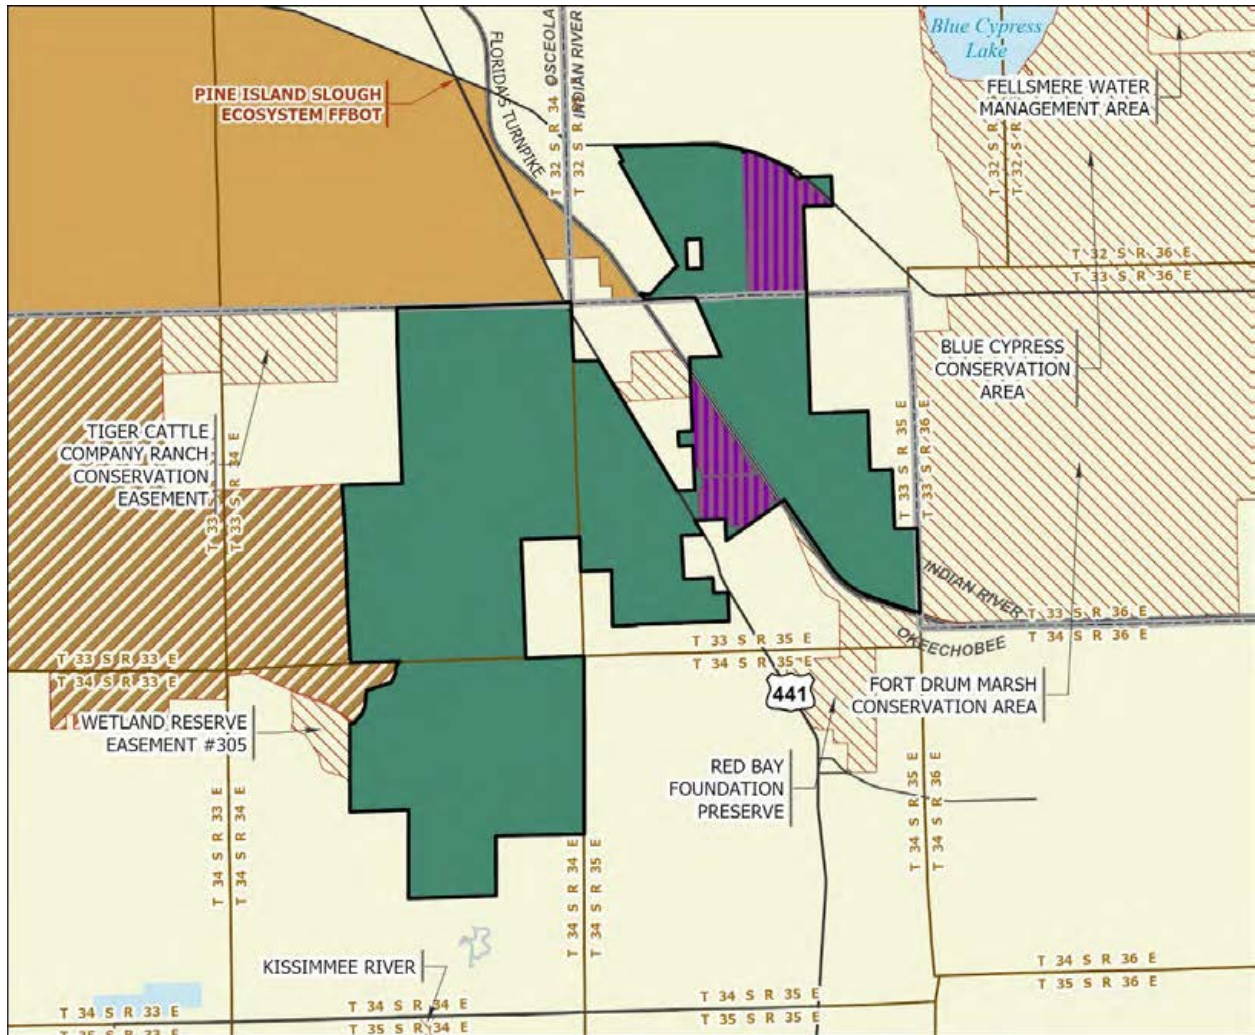 Blue Cypress
Lake
FLORIDA'S TURNPIKE
OSCEOLA
INDIAN RIVER
PINE ISLAND SLOUGH
ECOSYSTEM FFBOT
FELLSMERE WATER
MANAGEMENT AREA
T 32 S R 34
T 32 S R
T 32 S R
T 32 S R
T 32 S R 36 E
T 33 S R 36 E
BLUE CYPRESS
CONSERVATION
AREA
TIGER CATTLE
COMPANY RANCH
CONSERVATION
EASEMENT
T 33 S R
T 33 S R 34 E
T 33 S R 35 E
T 33 S R 36 E
INDIAN RIVER
OKEECHOBEE
T 33 S R 36 E
T 34 S R 36 E
T 33 S R 33 E
T 34 S R 33 E
T 33 S R 35 E
T 34 S R 35 E
441
FORT DRUM MARSH
CONSERVATION AREA
WETLAND RESERVE
EASEMENT #305
RED BAY
FOUNDATION
PRESERVE
T 34 S R 33 E
T 34 S R 34 E
T 34 S R 34 E
T 34 S R 35 E
T 34 S R 35 E
T 34 S R 36 E
KISSIMMEE RIVER
T 34 S R 36 E
T 35 S R 36 E
T 34 S R 33 E
T 35 S R 33 E
T 34 S R 34 E
T 35 S R 34 E
T 34 S R 35 E
T 35 S R 35 E